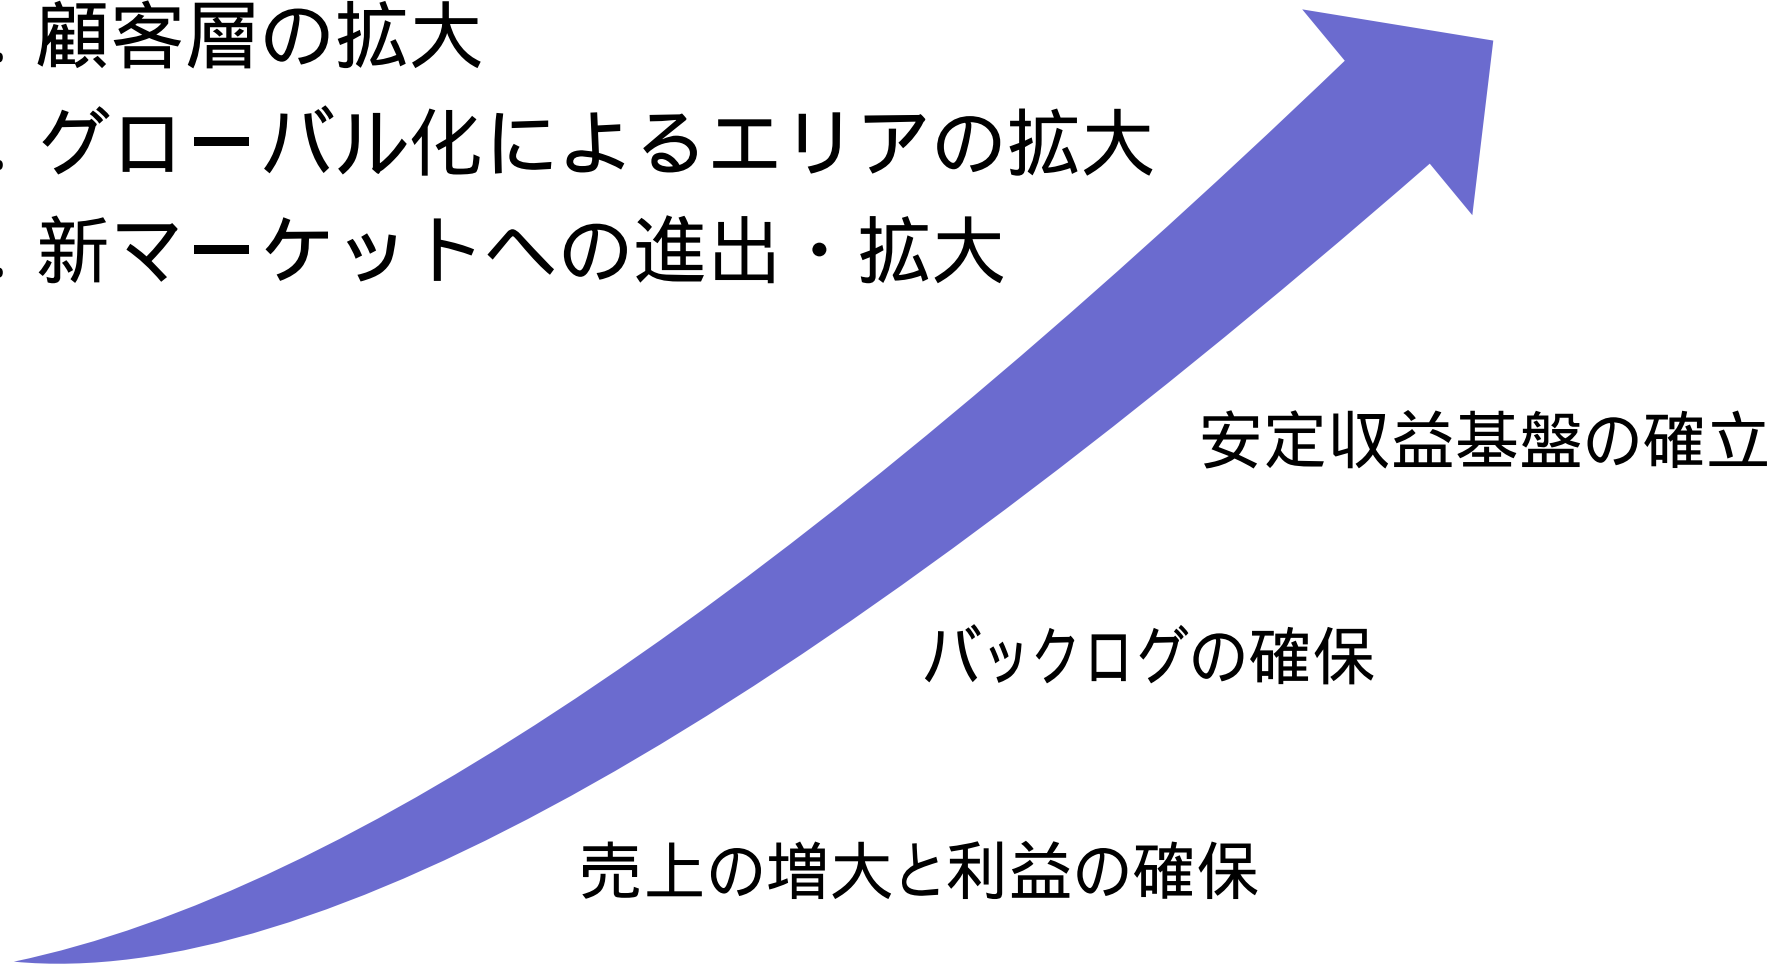 . 顧客層の拡大
. グローバル化によるエリアの拡大
. 新マーケットへの進出・拡大
安定収益基盤の確立
バックログの確保
売上の増大と利益の確保